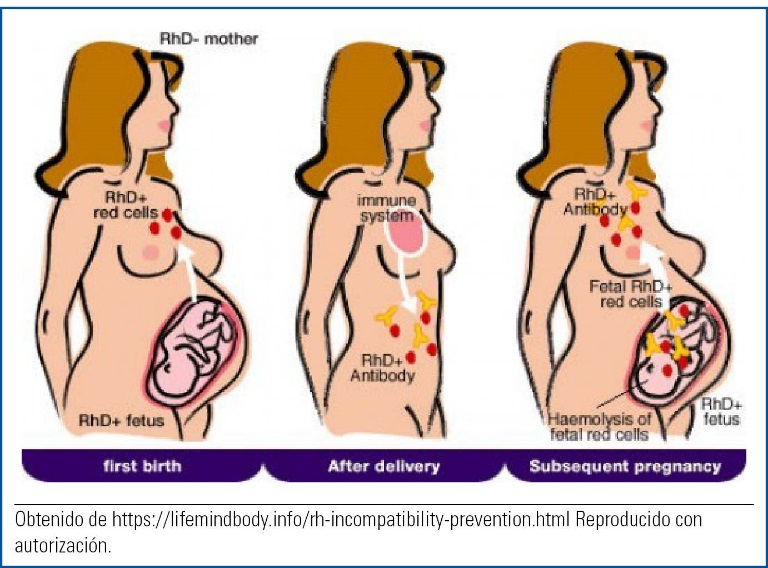 RhD- mother
RhD+
red cells
RhD+ fetus
first birth
immune
system
RhD+
Antibody
After delivery
RhD+
Antibody
Fetal RhD+
red cells
Haemolysis of
fetal red cells
RhD+
fetus
Subsequent pregnancy
Obtenido de https://lifemindbody.info/rh-incompatibility-prevention.html Reproducido con
autorización.